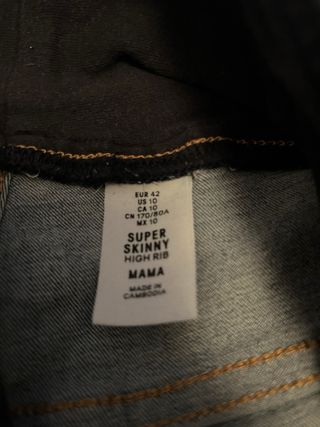 EUR 42
US 10
CA 10
CN 170/80A
MX 10
SUPER
SKINNY
HIGH RIB
MAMA
MADE IN
CAMBODIA